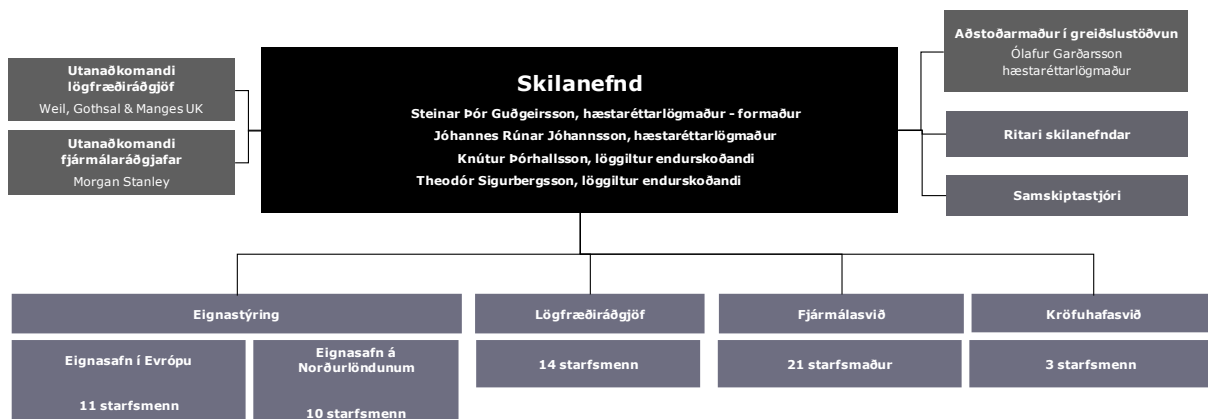 Utanaðkomandi
lögfræðiráðgjöf
Weil, Gothsal & Manges UK
Utanaðkomandi
fjármálaráðgjafar
Morgan Stanley
Skilanefnd
Steinar Þór Guðgeirsson, hæstaréttarlögmaður - formaður
Jóhannes Rúnar Jóhannsson, hæstaréttarlögmaður
Knútur Þórhallsson, löggiltur endurskoðandi
Theodór Sigurbergsson, löggiltur endurskoðandi
Aðstoðarmaður í greiðslustöðvun
Ólafur Garðarsson
hæstaréttarlögmaður
Ritari skilanefndar
Samskiptastjóri
Eignastýring
Eignasafn í Evrópu
11 starfsmenn
Eignasafn á
Norðurlöndunum
10 starfsmenn
Lögfræðiráðgjöf
14 starfsmenn
Fjármálasvið
21 starfsmaður
Kröfuhafasvið
3 starfsmenn